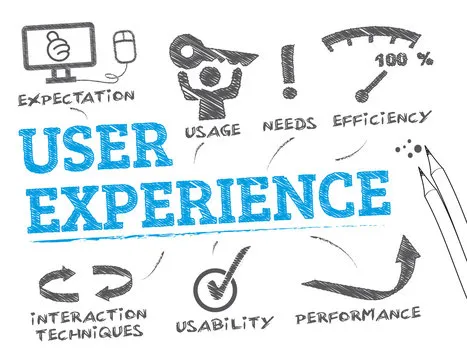 100 %
EXPECTATION
USAGE
NEEDS
EFFICIENCY
USER
EXPERIENCE
INTERACTION
TECHNIQUES
USABILITY
PERFORMANCE